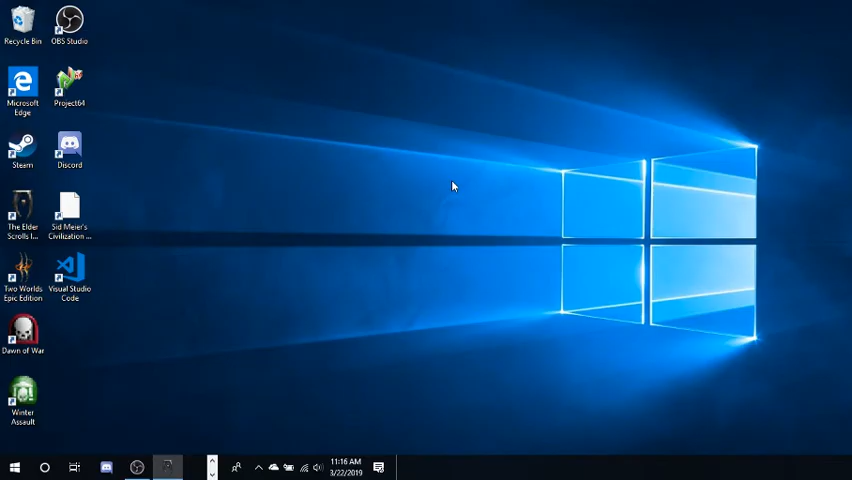 Recycle Bin
OBS Studio
Microsoft
Edge
Project64
Steam
Discord
The Elder
Scrolls I...
Sid Meier's
Civilization ...
Two Worlds
Epic Edition
Visual Studio
Code
Dawn of War
Winter
Assault
11:16 AM
3/22/2019